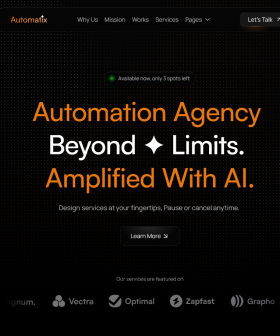 Automatix
Why Us Mission Works Services Pages
Let's Talk
Available now, only 3 spots left
Automation Agency
Beyond ✦ Limits.
Amplified With AI.
Design services at your fingertips, Pause or cancel anytime.
Learn More
Our services are featured on
Vectra Optimal Zapfast Grapho